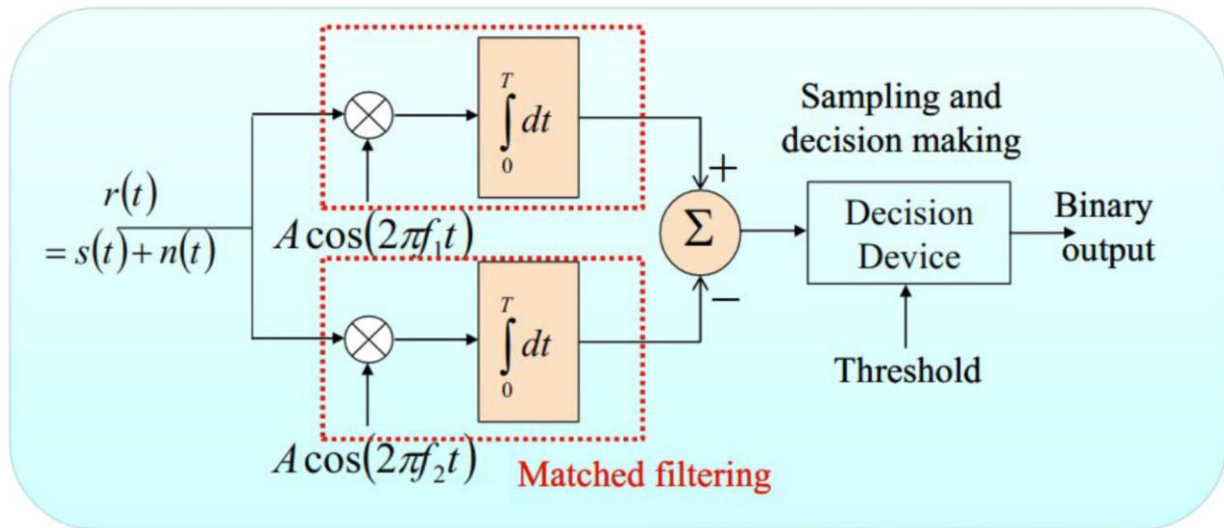 T
∫ dt
0
Sampling and
decision making
r(t)
= s(t) + n(t)
A cos(2πf₁t)
+
Σ
Decision
Device
Binary
output
−
T
∫ dt
0
Threshold
A cos(2πf₂t)
Matched filtering